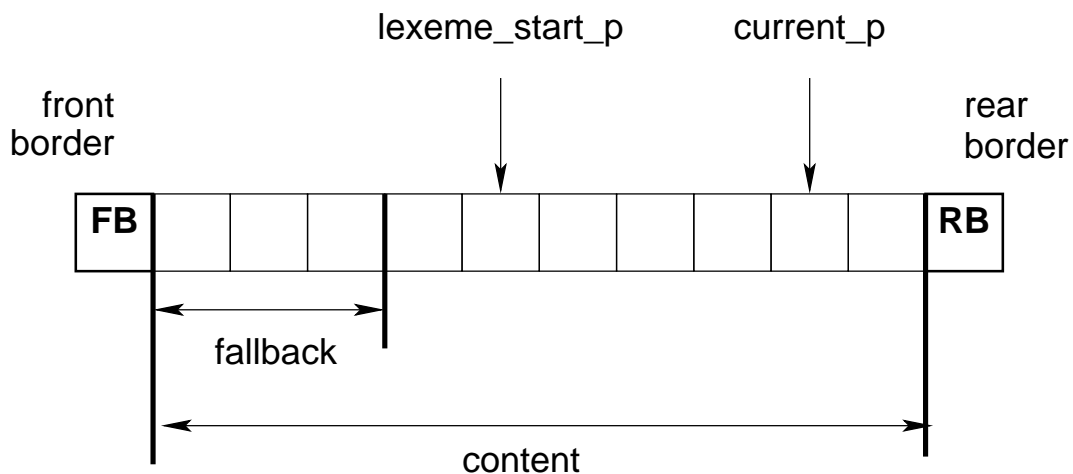 lexeme_start_p
current_p
front
border
rear
border
FB
RB
fallback
content